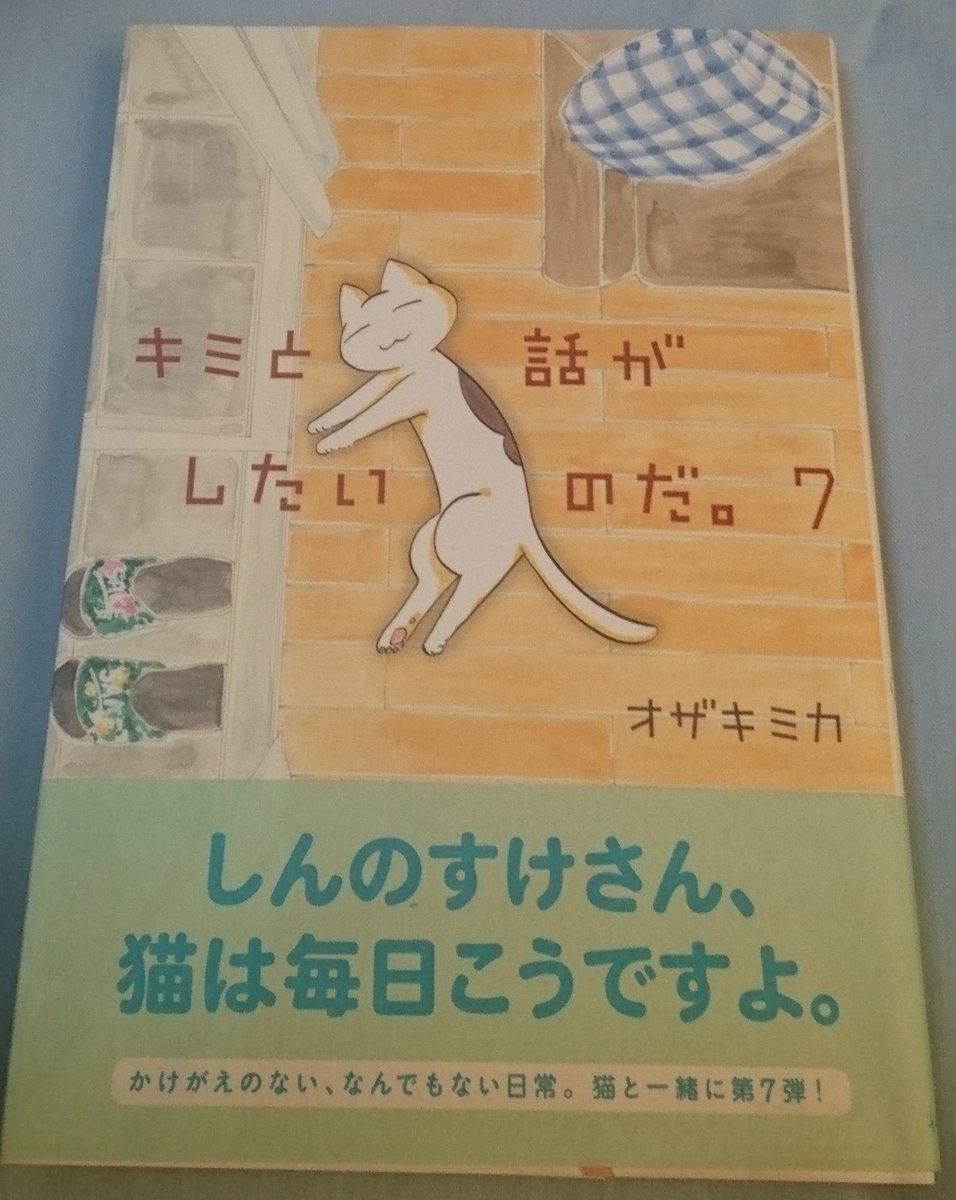 キミと話が
したいのだ。7
オザキミカ
しんのすけさん、
猫は毎日こうですよ。
かけがえのない、なんでもない日常。猫と一緒に第7弾!